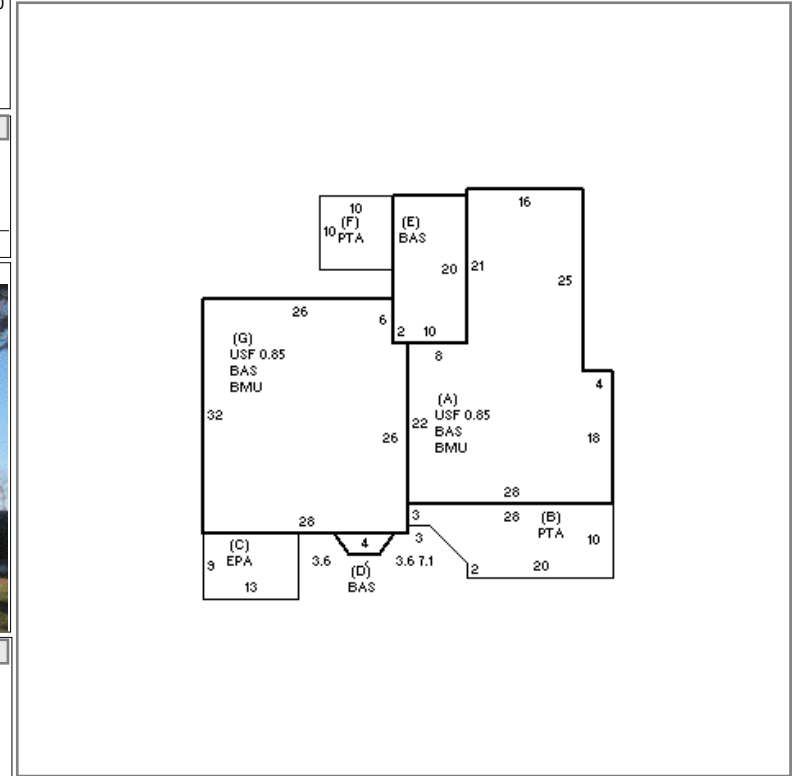 16
10
(F)
10 PTA
(E)
BAS
20
21
25
26
6
2 10
8
(G)
USF 0.85
BAS
BMU
4
(A)
USF 0.85
BAS
BMU
32
22
26
18
28
28
3
28
(B)
PTA
10
(C)
EPA
9
13
4
3.6
(D)
BAS
3
3.6 7.1
2
20